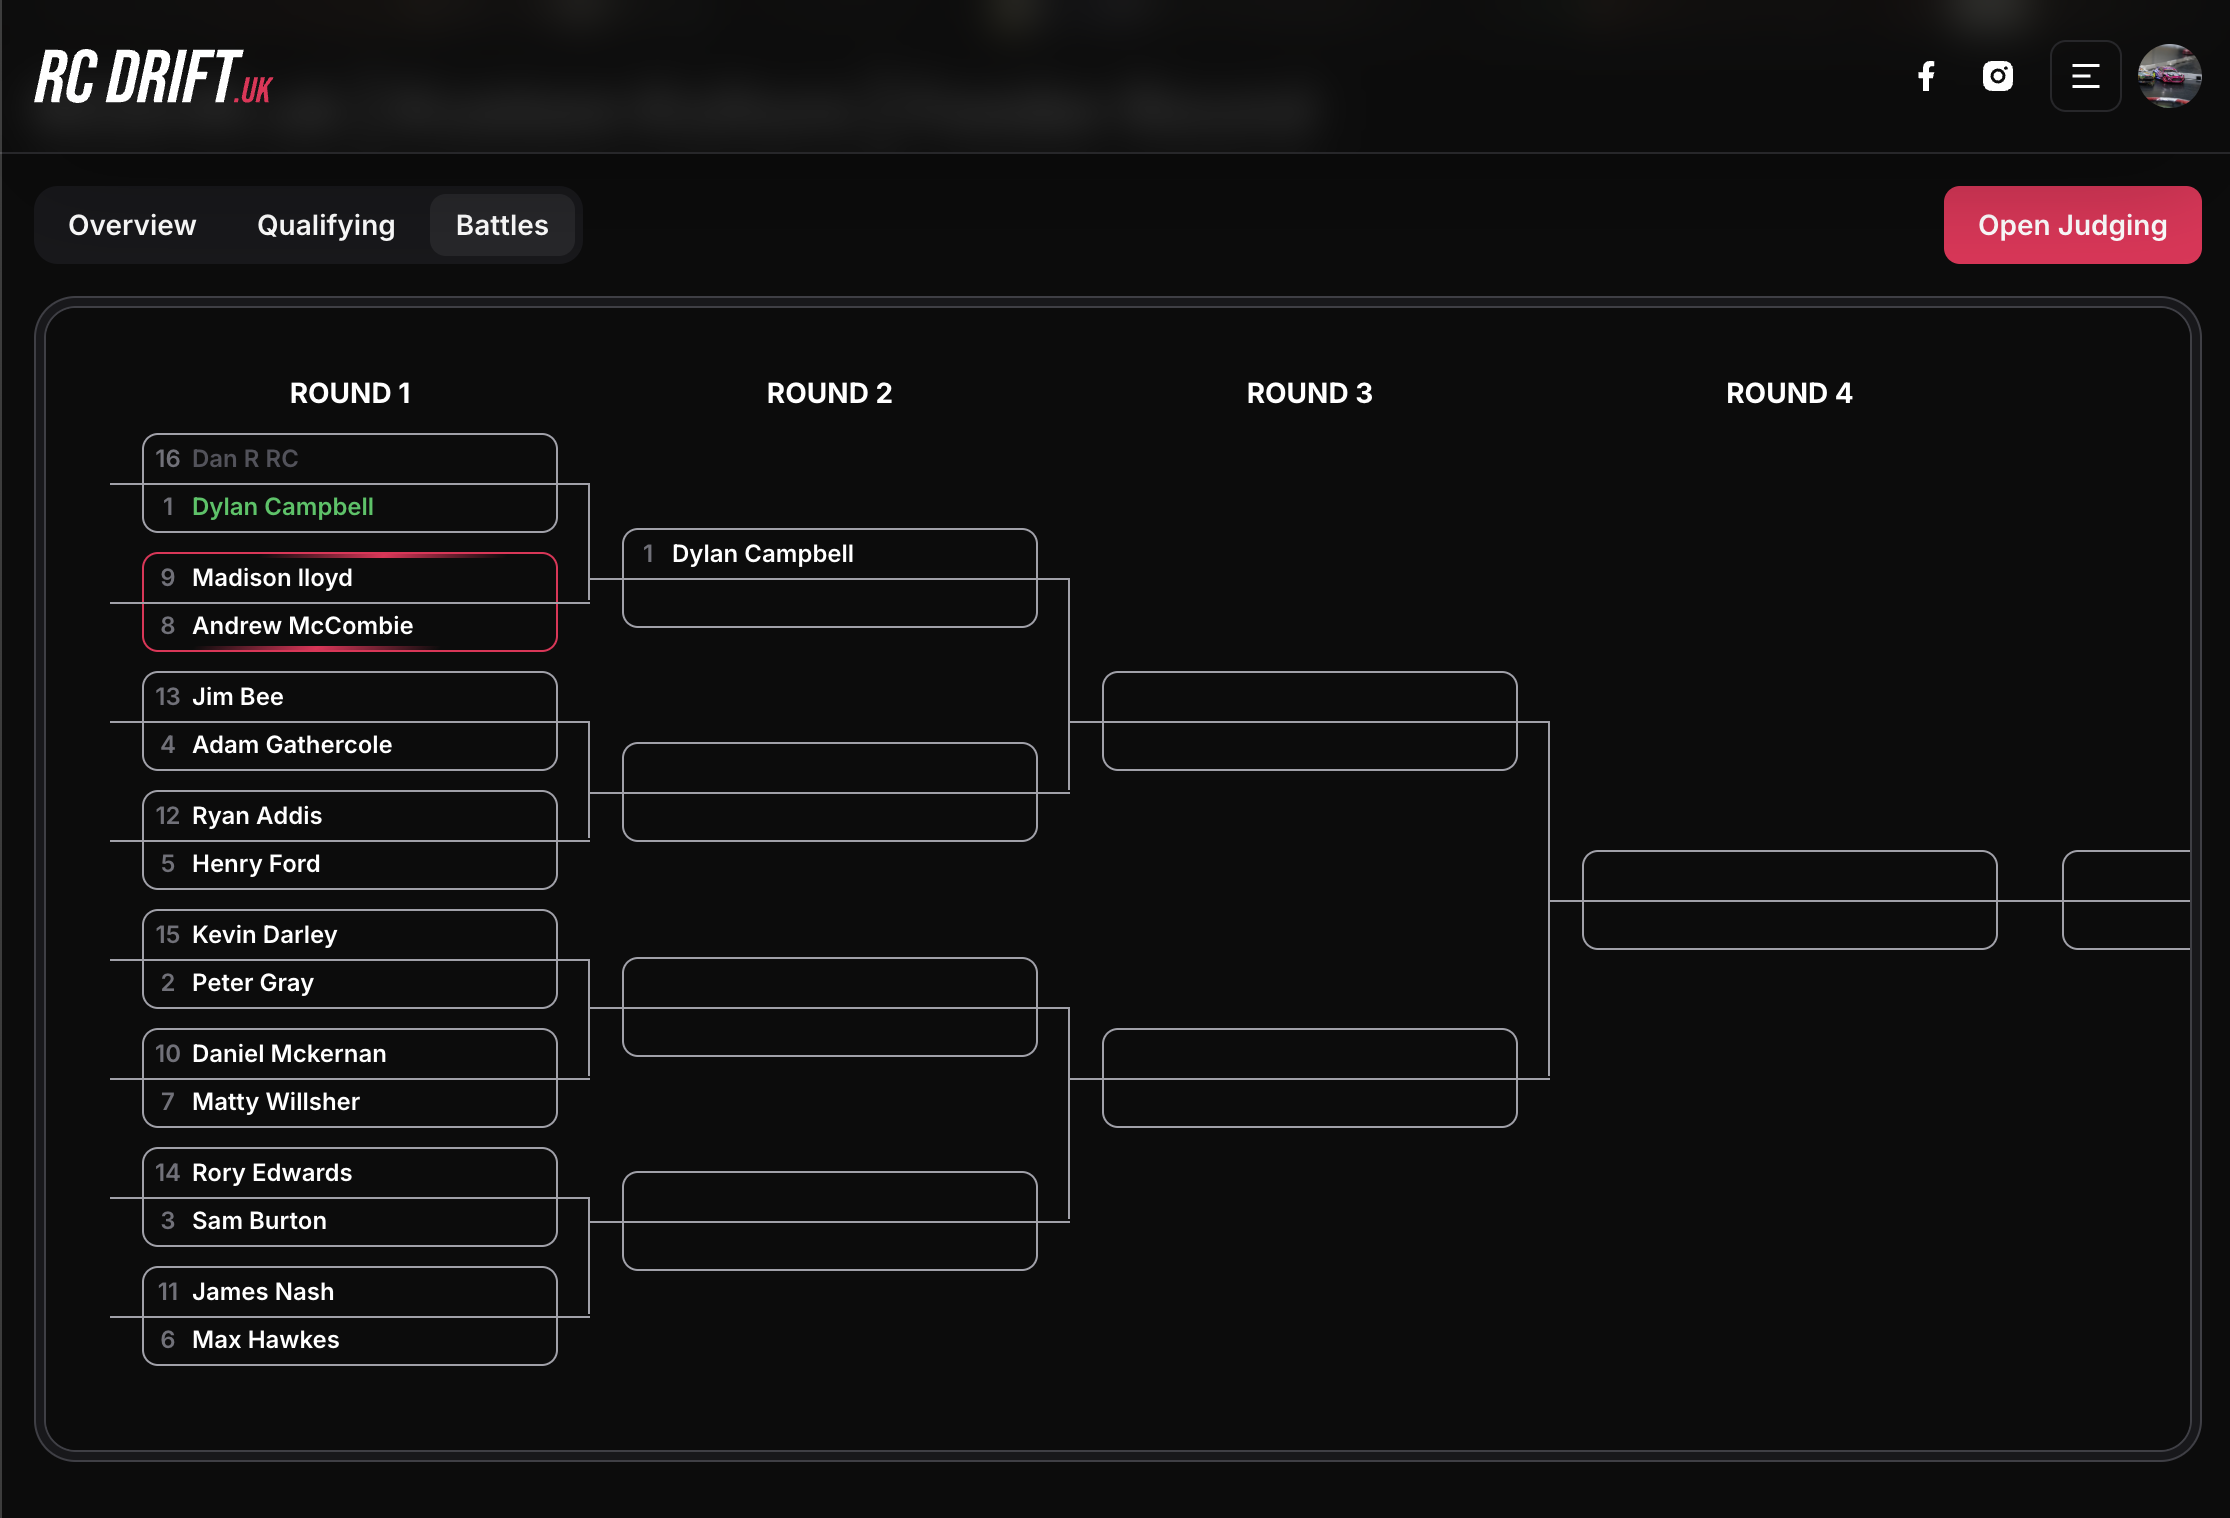 RC DRIFT.UK
Overview
Qualifying
Battles
Open Judging
ROUND 1
ROUND 2
ROUND 3
ROUND 4
16 Dan R RC
1 Dylan Campbell
9 Madison lloyd
8 Andrew McCombie
13 Jim Bee
4 Adam Gathercole
12 Ryan Addis
5 Henry Ford
15 Kevin Darley
2 Peter Gray
10 Daniel Mckernan
7 Matty Willsher
14 Rory Edwards
3 Sam Burton
11 James Nash
6 Max Hawkes
1 Dylan Campbell